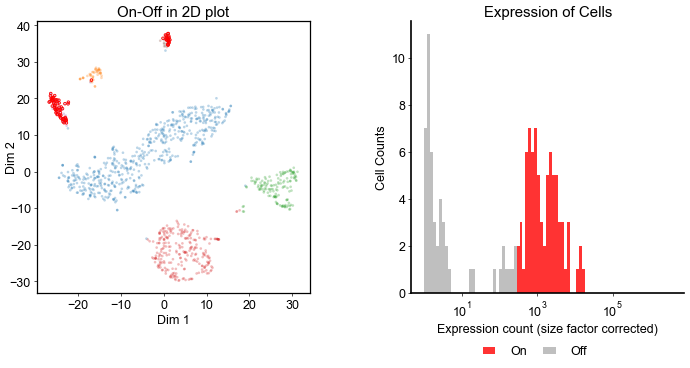 On-Off in 2D plot
Expression of Cells
40
30
20
10
0
−10
−20
−30
Dim 2
−20 −10 0 10 20 30
Dim 1
10
8
6
4
2
0
Cell Counts
10^1 10^3 10^5
Expression count (size factor corrected)
On Off